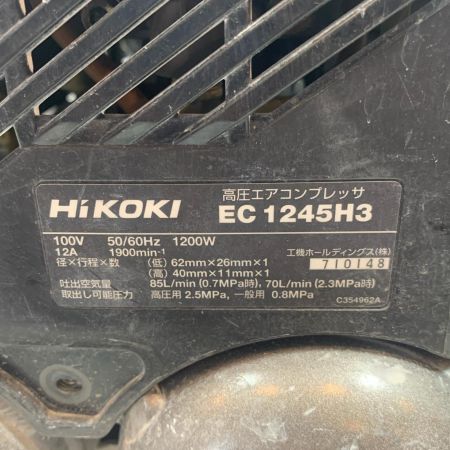 高圧エアコンプレッサ
HiKOKI EC 1245H3
100V 50/60Hz 1200W
12A 1900min⁻¹
工機ホールディングス(株)
径×行程×数 (低) 62mm×26mm×1
710148
(高) 40mm×11mm×1
吐出空気量 85L/min (0.7MPa時), 70L/min (2.3MPa時)
取出し可能圧力 高圧用 2.5MPa, 一般用 0.8MPa
C354962A